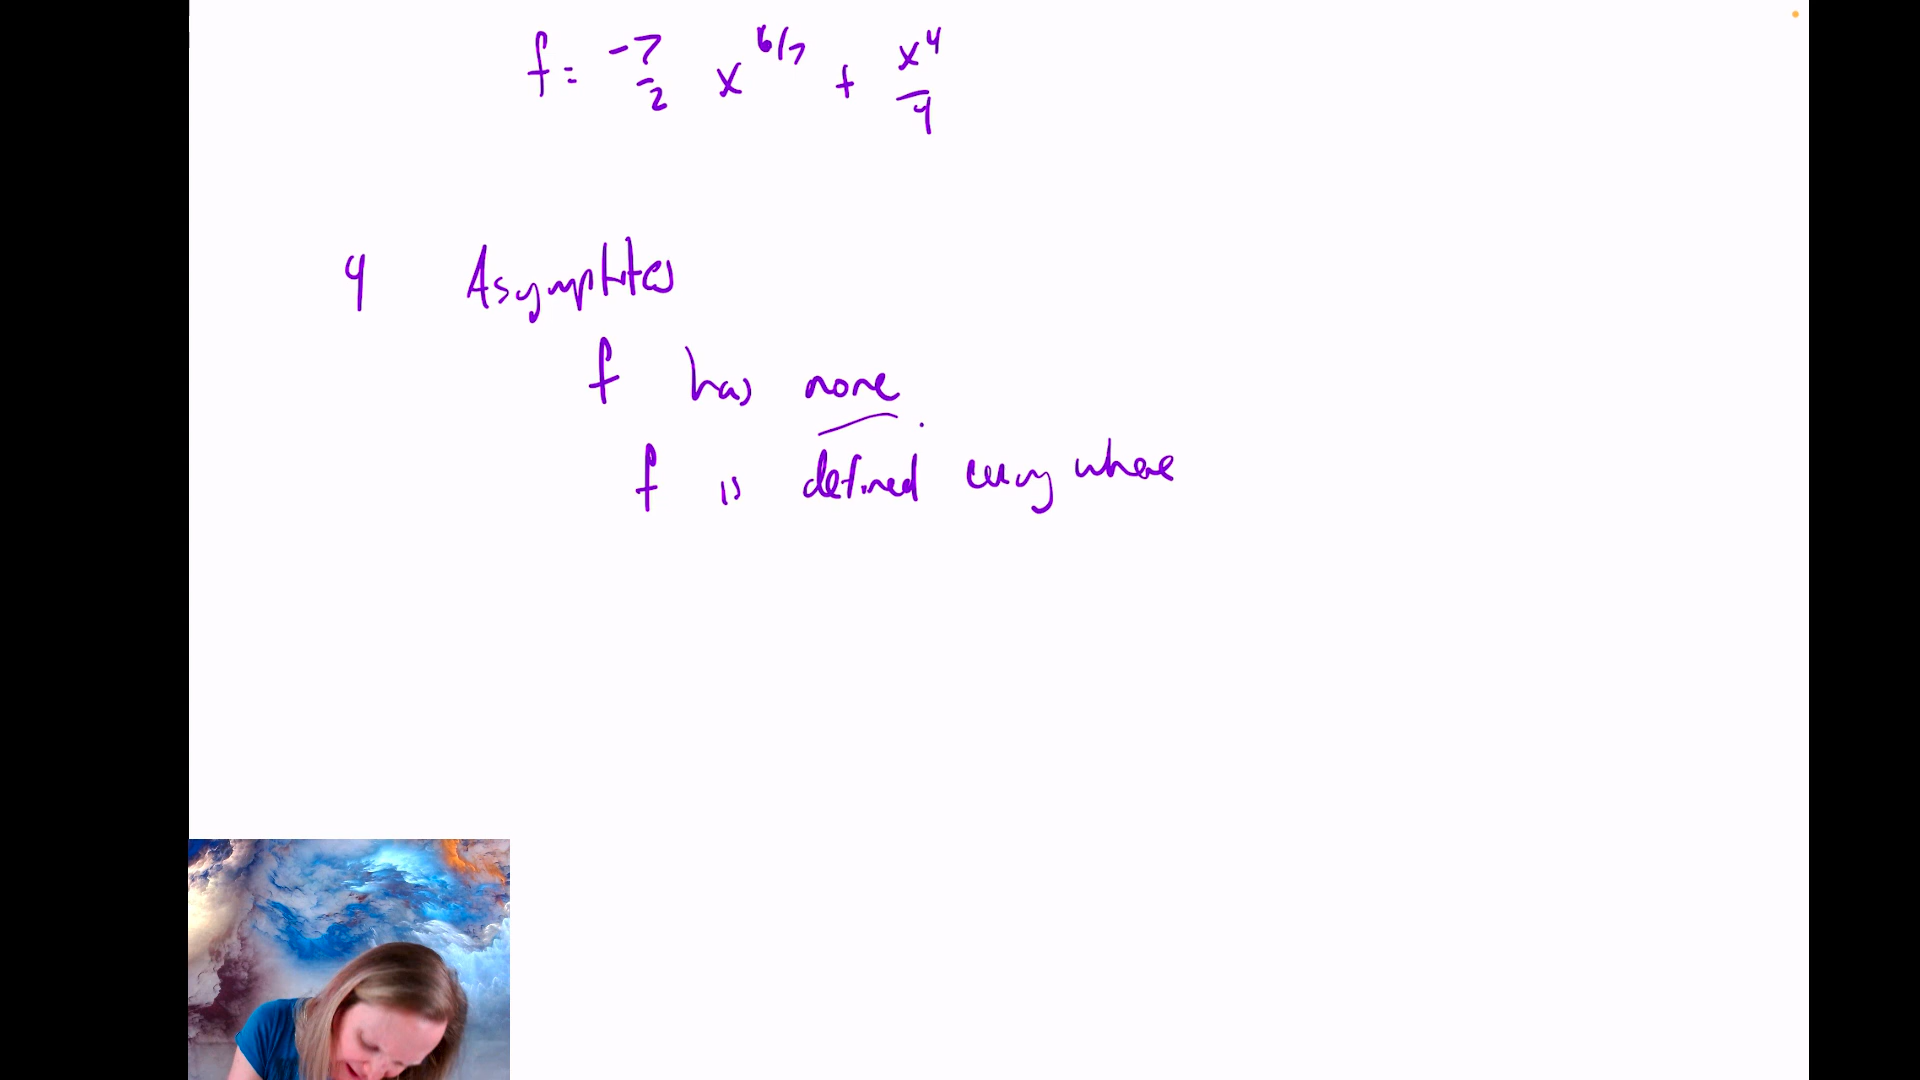 f = -7/2 x^{6/7} + x^4/4
4 Asymptotes
f has none.
f is defined everywhere